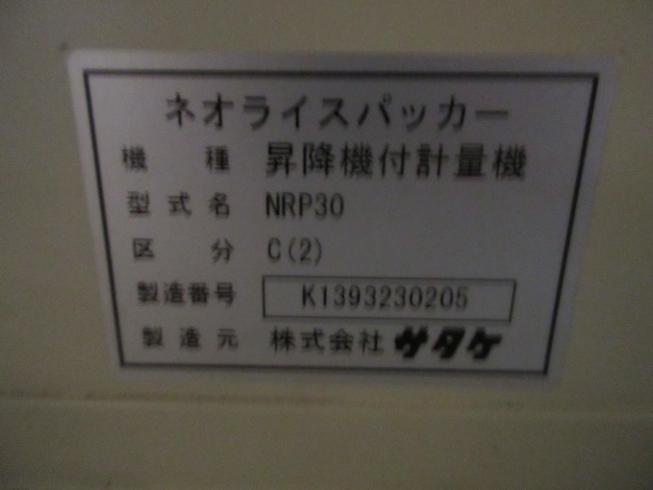 ネオライスパッカー
機種 昇降機付計量機
型式名 NRP30
区分 C(2)
製造番号 K1393230205
製造元 株式会社 サタケ